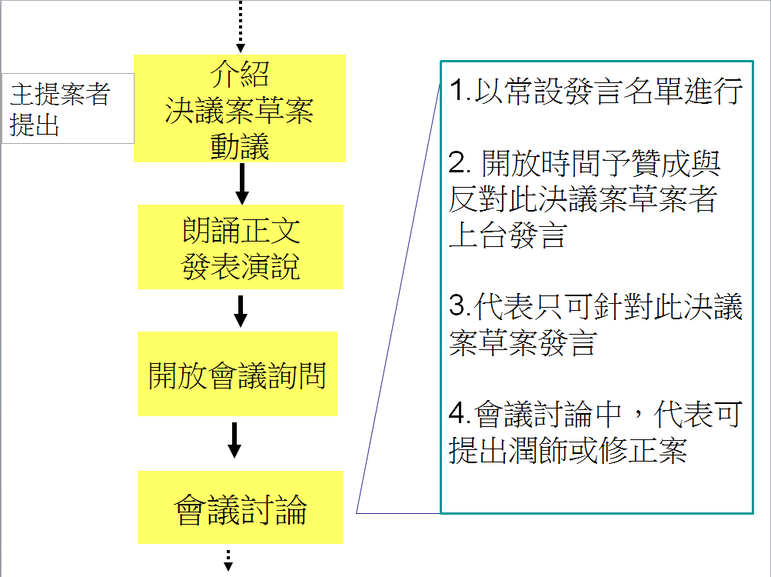 主提案者
提出
介紹
決議案草案
動議
朗誦正文
發表演說
開放會議詢問
會議討論
1.以常設發言名單進行
2. 開放時間予贊成與
反對此決議案草案者
上台發言
3.代表只可針對此決議
案草案發言
4.會議討論中，代表可
提出潤飾或修正案